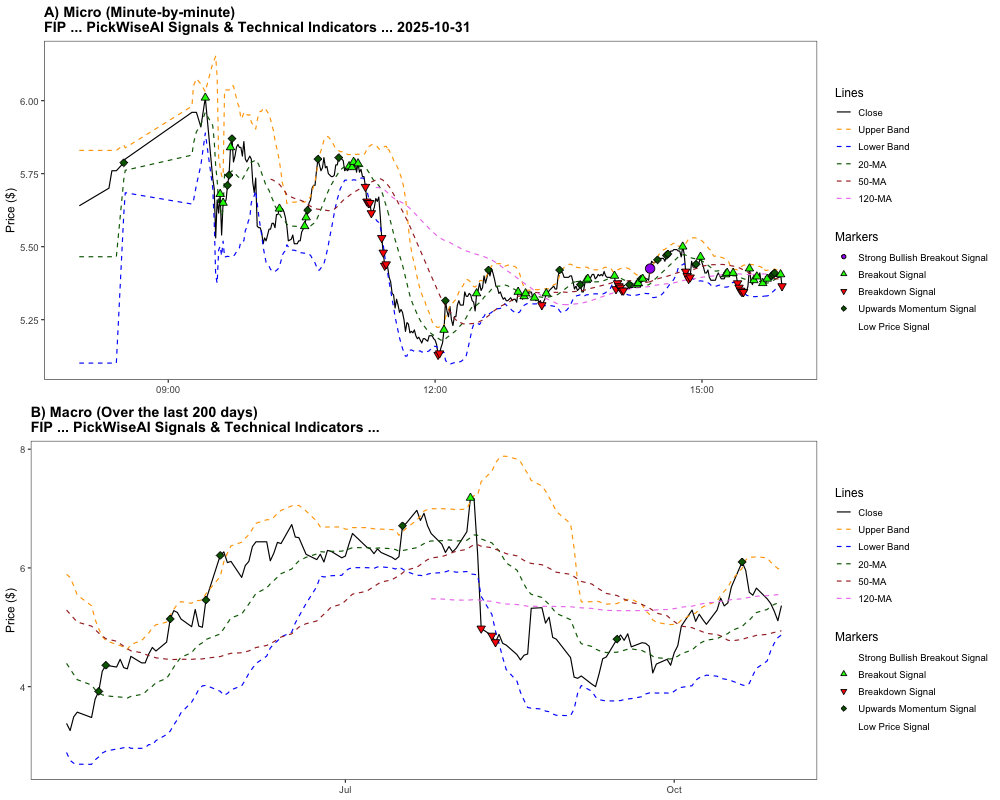 A) Micro (Minute-by-minute)
FIP ... PickWiseAI Signals & Technical Indicators ... 2025-10-31
Price ($)
6.00
5.75
5.50
5.25
09:00
12:00
15:00
Lines
Close
Upper Band
Lower Band
20-MA
50-MA
120-MA
Markers
Strong Bullish Breakout Signal
Breakout Signal
Breakdown Signal
Upwards Momentum Signal
Low Price Signal
B) Macro (Over the last 200 days)
FIP ... PickWiseAI Signals & Technical Indicators ...
Price ($)
8
6
4
Jul
Oct
Lines
Close
Upper Band
Lower Band
20-MA
50-MA
120-MA
Markers
Strong Bullish Breakout Signal
Breakout Signal
Breakdown Signal
Upwards Momentum Signal
Low Price Signal